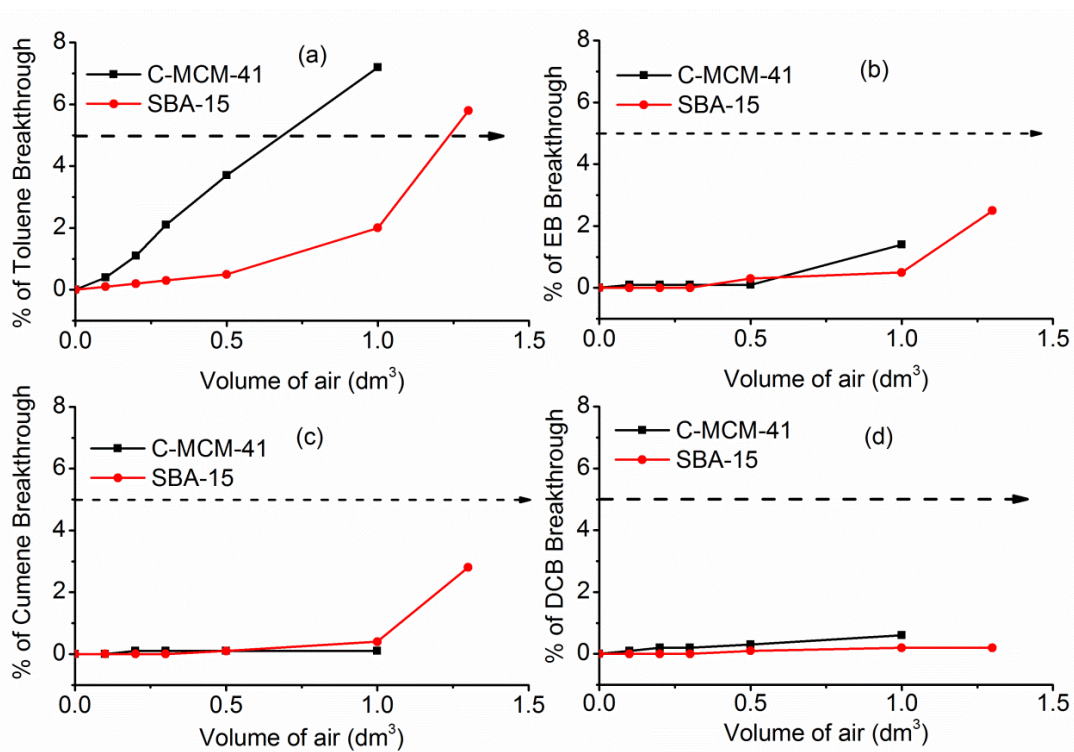 (a)
C-MCM-41
SBA-15
% of Toluene Breakthrough
8
6
4
2
0
0.0 0.5 1.0 1.5
Volume of air (dm³)
(b)
C-MCM-41
SBA-15
% of EB Breakthrough
8
6
4
2
0
0.0 0.5 1.0 1.5
Volume of air (dm³)
(c)
C-MCM-41
SBA-15
% of Cumene Breakthrough
8
6
4
2
0
0.0 0.5 1.0 1.5
Volume of air (dm³)
(d)
C-MCM-41
SBA-15
% of DCB Breakthrough
8
6
4
2
0
0.0 0.5 1.0 1.5
Volume of air (dm³)